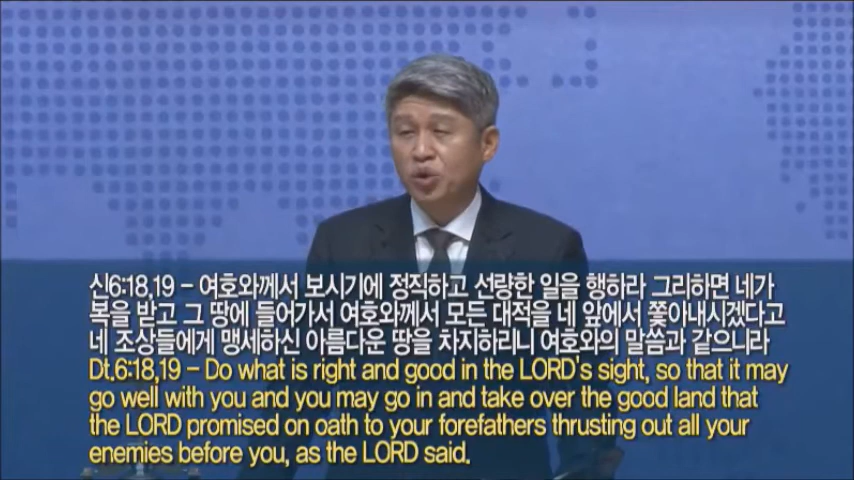 신6:18,19 - 여호와께서 보시기에 정직하고 선량한 일을 행하라 그리하면 네가
복을 받고 그 땅에 들어가서 여호와께서 모든 대적을 네 앞에서 쫓아내시겠다고
네 조상들에게 맹세하신 아름다운 땅을 차지하리니 여호와의 말씀과 같으니라
Dt.6:18,19 - Do what is right and good in the LORD's sight, so that it may
go well with you and you may go in and take over the good land that
the LORD promised on oath to your forefathers thrusting out all your
enemies before you, as the LORD said.